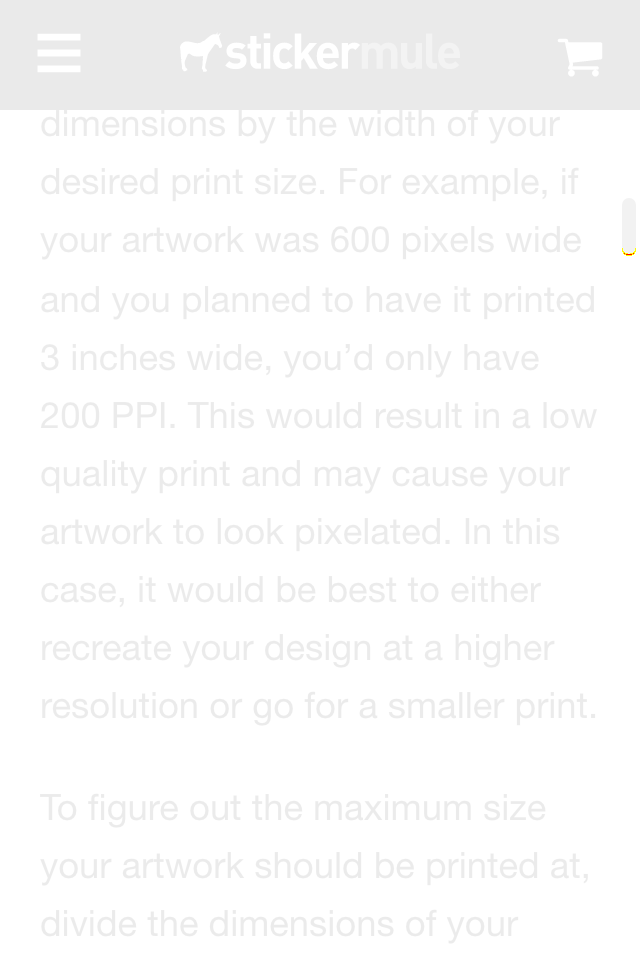 stickermule
dimensions by the width of your
desired print size. For example, if
your artwork was 600 pixels wide
and you planned to have it printed
3 inches wide, you’d only have
200 PPI. This would result in a low
quality print and may cause your
artwork to look pixelated. In this
case, it would be best to either
recreate your design at a higher
resolution or go for a smaller print.
To figure out the maximum size
your artwork should be printed at,
divide the dimensions of your